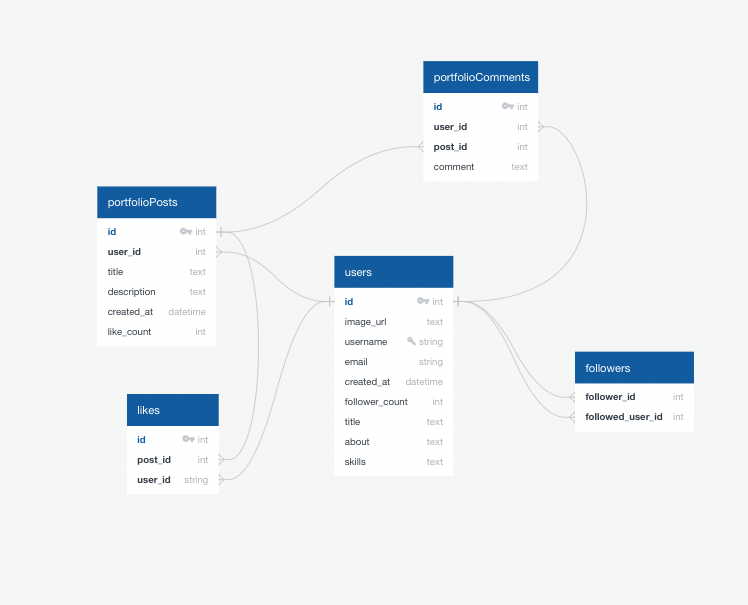 portfolioComments
id int
user_id int
post_id int
comment text
portfolioPosts
id int
user_id int
title text
description text
created_at datetime
like_count int
users
id int
image_url text
username string
email string
created_at datetime
follower_count int
title text
about text
skills text
followers
follower_id int
followed_user_id int
likes
id int
post_id int
user_id string